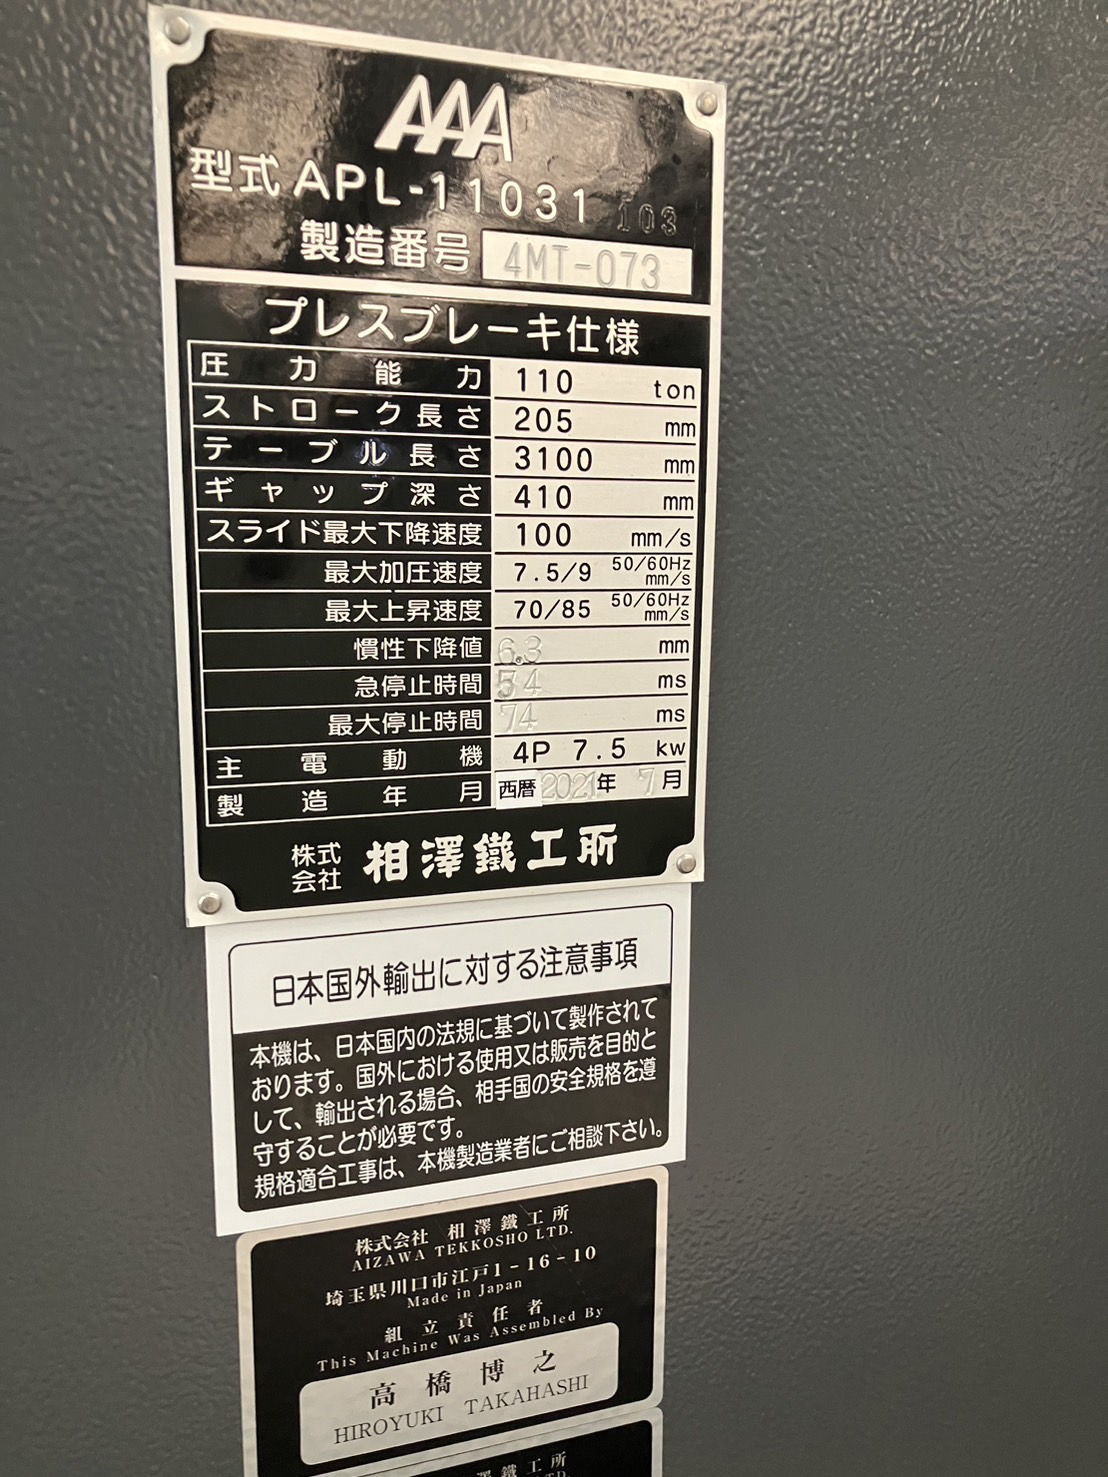 AAA
型式 APL-11031 103
製造番号 4MT-073
プレスブレーキ仕様
圧力能力 110 ton
ストローク長さ 205 mm
テーブル長さ 3100 mm
ギャップ深さ 410 mm
スライド最大下降速度 100 mm/s
最大加圧速度 7.5/9 50/60Hz mm/s
最大上昇速度 70/85 50/60Hz mm/s
慣性下降値 6.3 mm
急停止時間 54 ms
最大停止時間 74 ms
主電動機 4P 7.5 kw
製造年月 西暦 2021年 7月
株式会社 相澤鐵工所
日本国外輸出に対する注意事項
本機は、日本国内の法規に基づいて製作されて
おります。国外における使用又は販売を目的と
して、輸出される場合、相手国の安全規格を遵
守することが必要です。
規格適合工事は、本機製造業者にご相談下さい。
株式会社 相澤鐵工所
AIZAWA TEKKOSHO LTD.
埼玉県川口市江戸1-16-10
Made in Japan
組立責任者
This Machine Was Assembled By
高橋博之
HIROYUKI TAKAHASHI
澤鐵工所
LTD.